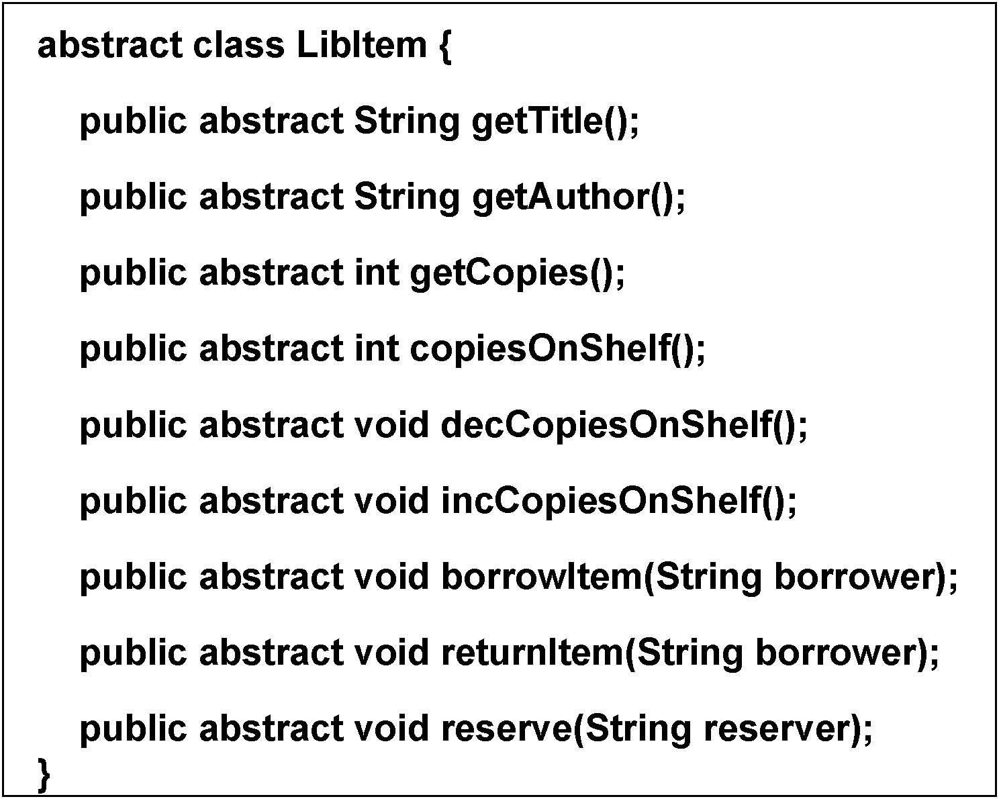 abstract class LibItem {
public abstract String getTitle();
public abstract String getAuthor();
public abstract int getCopies();
public abstract int copiesOnShelf();
public abstract void decCopiesOnShelf();
public abstract void incCopiesOnShelf();
public abstract void borrowItem(String borrower);
public abstract void returnItem(String borrower);
public abstract void reserve(String reserver);
}